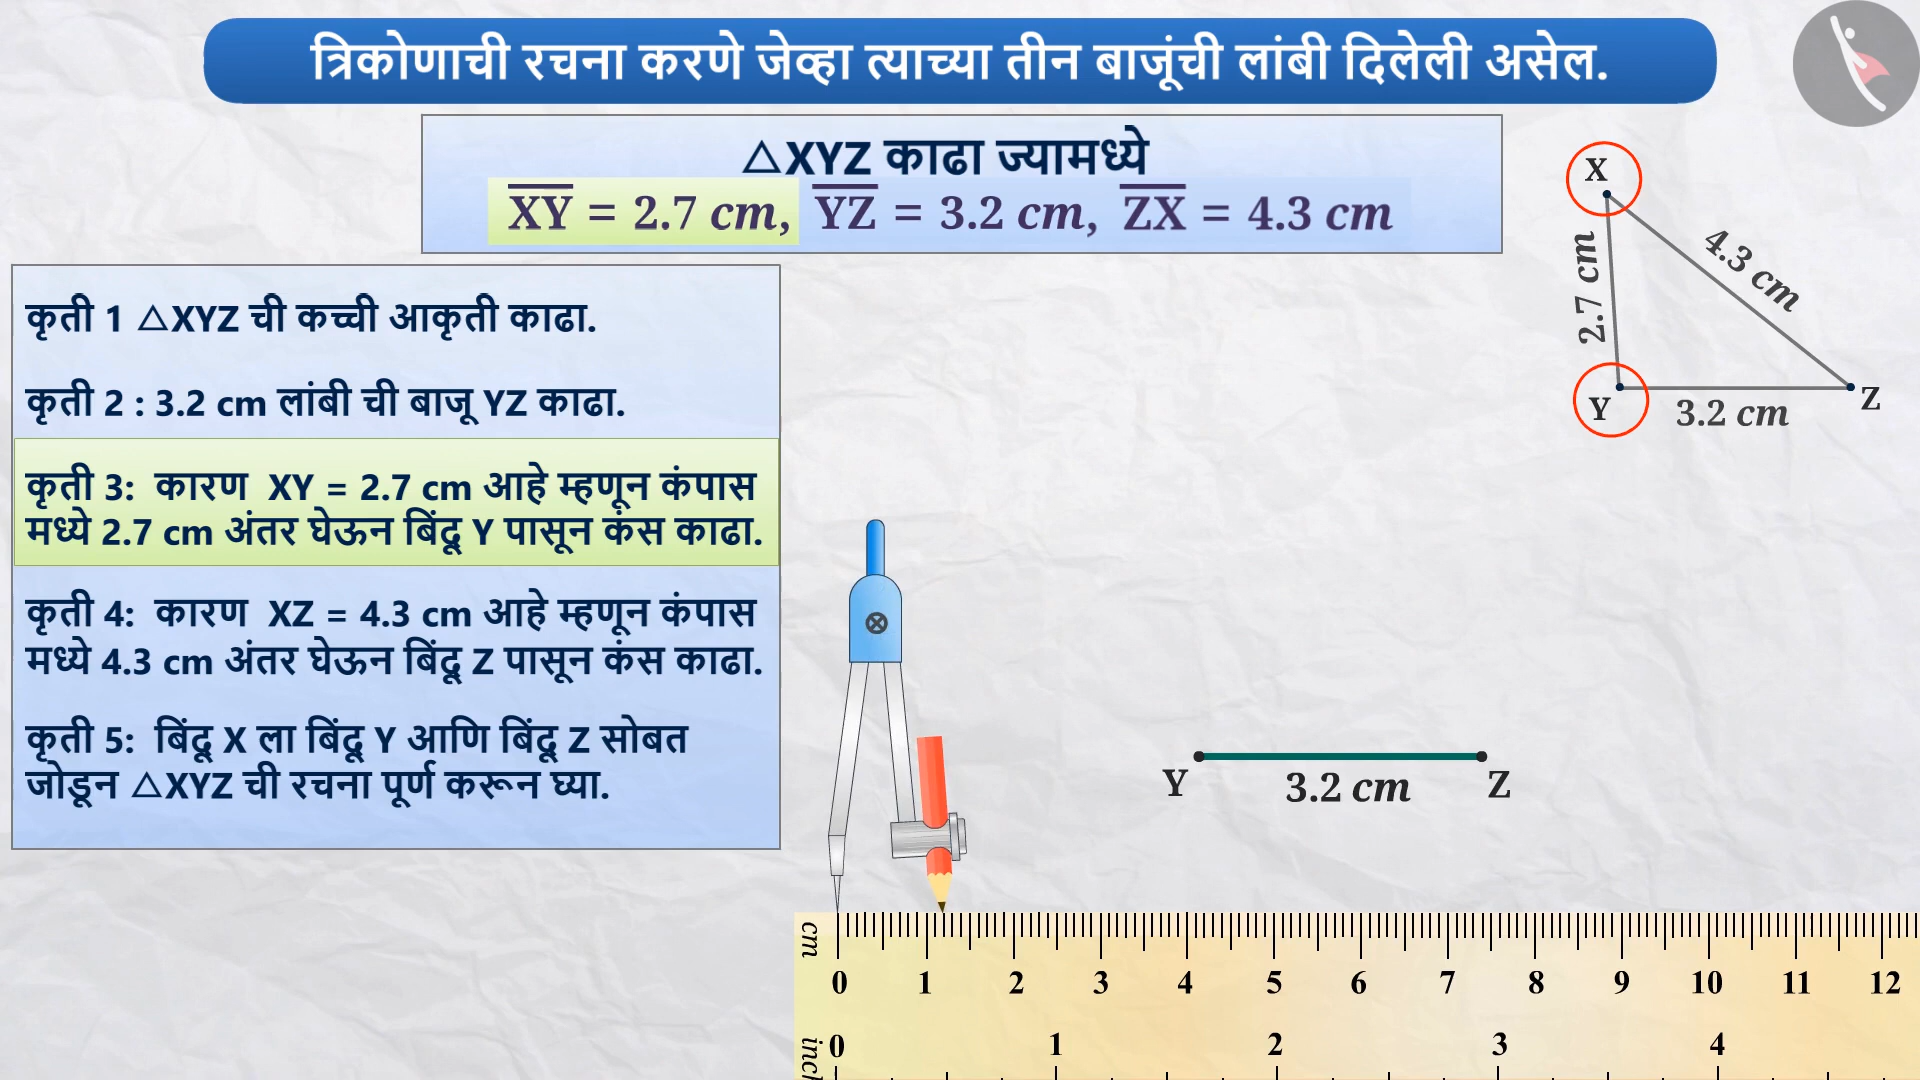 त्रिकोणाची रचना करणे जेव्हा त्याच्या तीन बाजूंची लांबी दिलेली असेल.
△XYZ काढा ज्यामध्ये
X̅Y̅ = 2.7 cm, Y̅Z̅ = 3.2 cm, Z̅X̅ = 4.3 cm
कृती 1 △XYZ ची कच्ची आकृती काढा.
कृती 2 : 3.2 cm लांबी ची बाजू YZ काढा.
कृती 3: कारण XY = 2.7 cm आहे म्हणून कंपास
मध्ये 2.7 cm अंतर घेऊन बिंदू Y पासून कंस काढा.
कृती 4: कारण XZ = 4.3 cm आहे म्हणून कंपास
मध्ये 4.3 cm अंतर घेऊन बिंदू Z पासून कंस काढा.
कृती 5: बिंदू X ला बिंदू Y आणि बिंदू Z सोबत
जोडून △XYZ ची रचना पूर्ण करून घ्या.
X
2.7 cm
4.3 cm
Y
3.2 cm
Z
Y
3.2 cm
Z
cm
0 1 2 3 4 5 6 7 8 9 10 11 12
inch
0 1 2 3 4